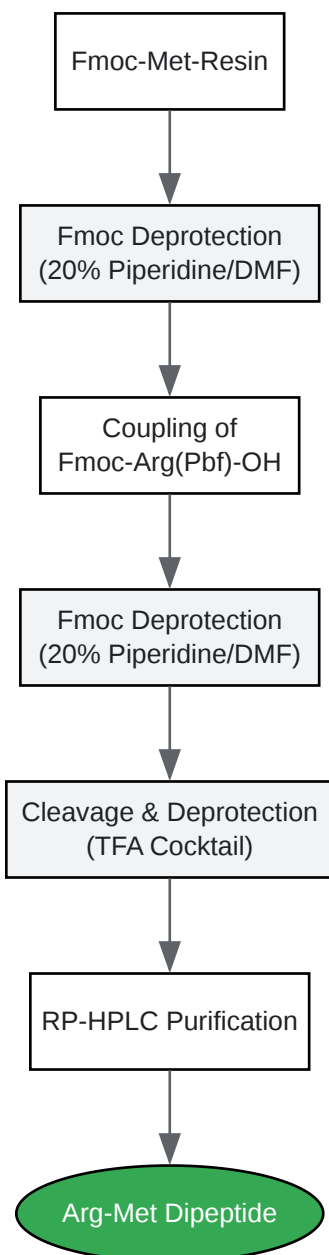 Fmoc-Met-Resin
Fmoc Deprotection
(20% Piperidine/DMF)
Coupling of
Fmoc-Arg(Pbf)-OH
Fmoc Deprotection
(20% Piperidine/DMF)
Cleavage & Deprotection
(TFA Cocktail)
RP-HPLC Purification
Arg-Met Dipeptide